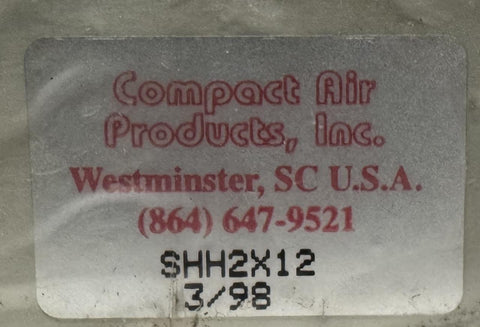 Compact Air
Products, Inc.
Westminster, SC U.S.A.
(864) 647-9521
SHH2X12
3/98